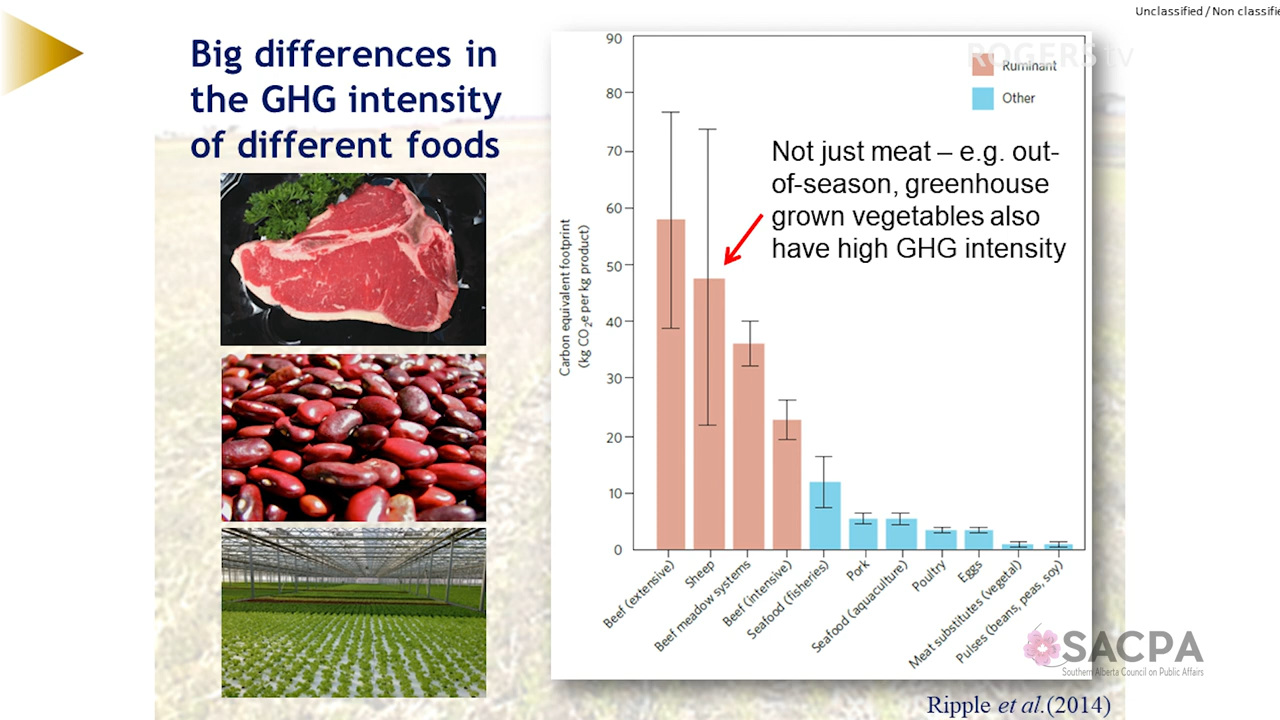 Unclassified / Non classifie
Big differences in
the GHG intensity
of different foods
90
80
70
60
50
40
30
20
10
0
Carbon equivalent footprint
(kg CO2e per kg product)
ROGERS tv
Ruminant
Other
Not just meat – e.g. out-
of-season, greenhouse
grown vegetables also
have high GHG intensity
Beef (extensive)
Sheep
Beef meadow systems
Beef (intensive)
Seafood (fisheries)
Pork
Seafood (aquaculture)
Poultry
Eggs
Meat substitutes (vegetal)
Pulses (beans, peas, soy)
SACPA
Southern Alberta Council on Public Affairs
Ripple et al.(2014)